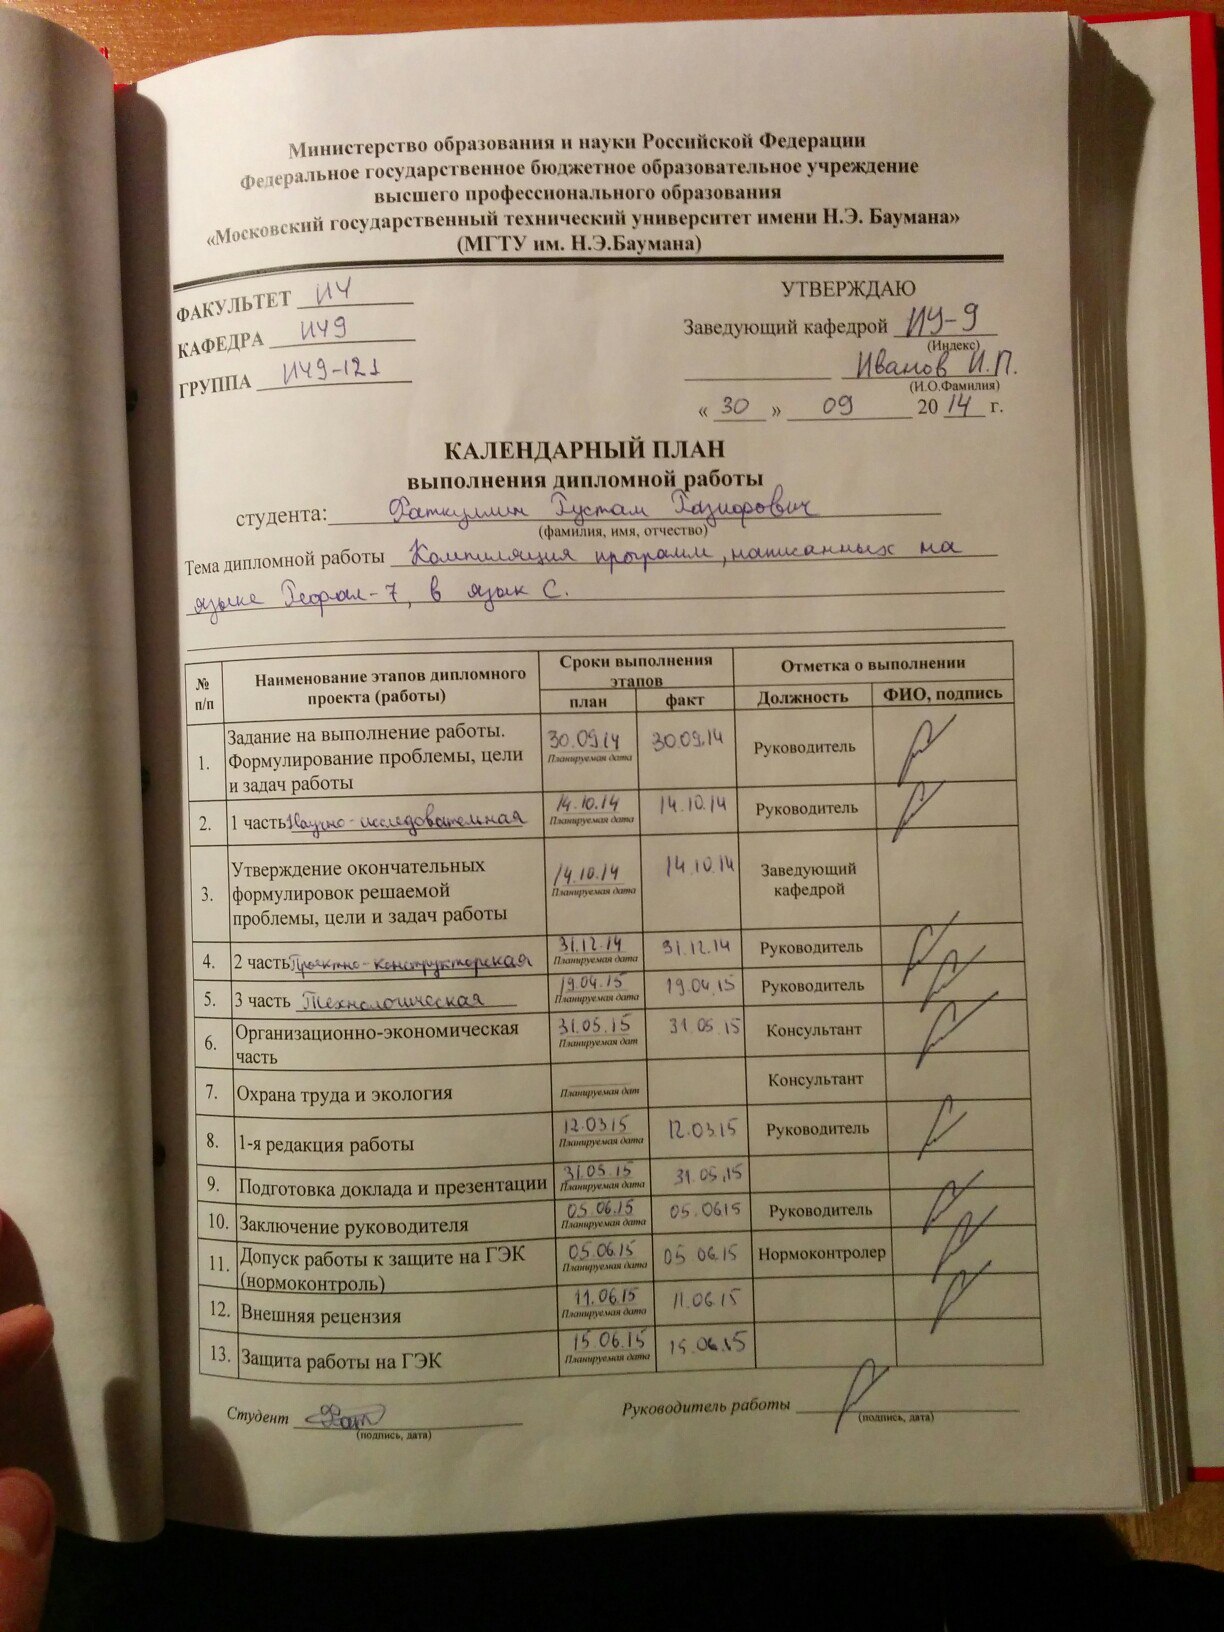 Министерство образования и науки Российской Федерации
Федеральное государственное бюджетное образовательное учреждение
высшего профессионального образования
«Московский государственный технический университет имени Н.Э. Баумана»
(МГТУ им. Н.Э.Баумана)
ФАКУЛЬТЕТ ИУ
КАФЕДРА ИУ9
ГРУППА ИУ9-121
УТВЕРЖДАЮ
Заведующий кафедрой ИУ-9
(Индекс)
Иванов И.П.
(И.О.Фамилия)
« 30 » 09 20 14 г.
КАЛЕНДАРНЫЙ ПЛАН
выполнения дипломной работы
студента: Раткуллин Рустам
(фамилия, имя, отчество)
Тема дипломной работы Компиляция программ, написанных на
языке Рефал-7, в язык С.
№ п/п Наименование этапов дипломного проекта (работы) Сроки выполнения этапов Отметка о выполнении
план факт Должность ФИО, подпись
1. Задание на выполнение работы. Формулирование проблемы, цели и задач работы 30.09.14 Планируемая дата 30.09.14 Руководитель
2. 1 часть Научно-исследовательная 14.10.14 Планируемая дата 14.10.14 Руководитель
3. Утверждение окончательных формулировок решаемой проблемы, цели и задач работы 14.10.14 Планируемая дата 14.10.14 Заведующий кафедрой
4. 2 часть Проектно-конструкторская 31.12.14 Планируемая дата 31.12.14 Руководитель
5. 3 часть Технологическая 19.04.15 Планируемая дата 19.04.15 Руководитель
6. Организационно-экономическая часть 31.05.15 Планируемая дат 31.05.15 Консультант
7. Охрана труда и экология Планируемая дат Консультант
8. 1-я редакция работы 12.03.15 Планируемая дата 12.03.15 Руководитель
9. Подготовка доклада и презентации 31.05.15 Планируемая дата 31.05.15
10. Заключение руководителя 05.06.15 Планируемая дата 05.06.15 Руководитель
11. Допуск работы к защите на ГЭК (нормоконтроль) 05.06.15 Планируемая дата 05.06.15 Нормоконтролер
12. Внешняя рецензия 11.06.15 Планируемая дата 11.06.15
13. Защита работы на ГЭК 15.06.15 Планируемая дата 15.06.15
Студент
(подпись, дата)
Руководитель работы
(подпись, дата)